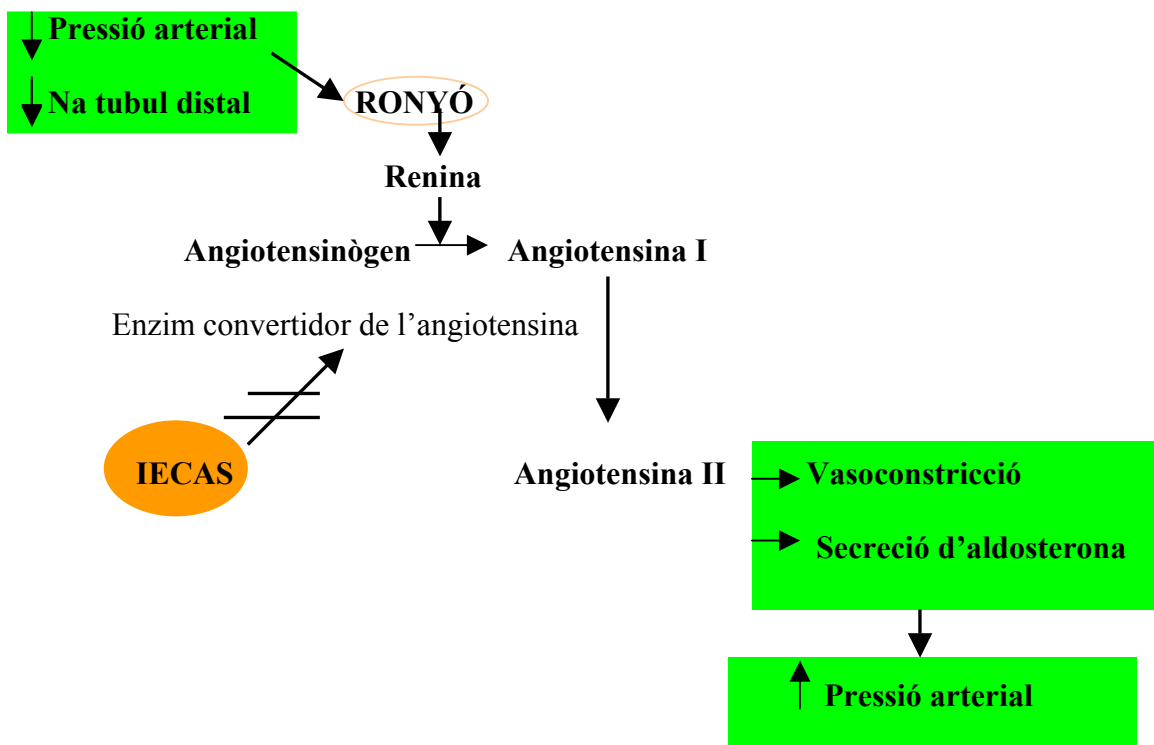 Pressió arterial
Na tubul distal
RONYÓ
Renina
Angiotensinògen
Angiotensina I
Enzim convertidor de l’angiotensina
IECAS
Angiotensina II
Vasoconstricció
Secreció d’aldosterona
Pressió arterial